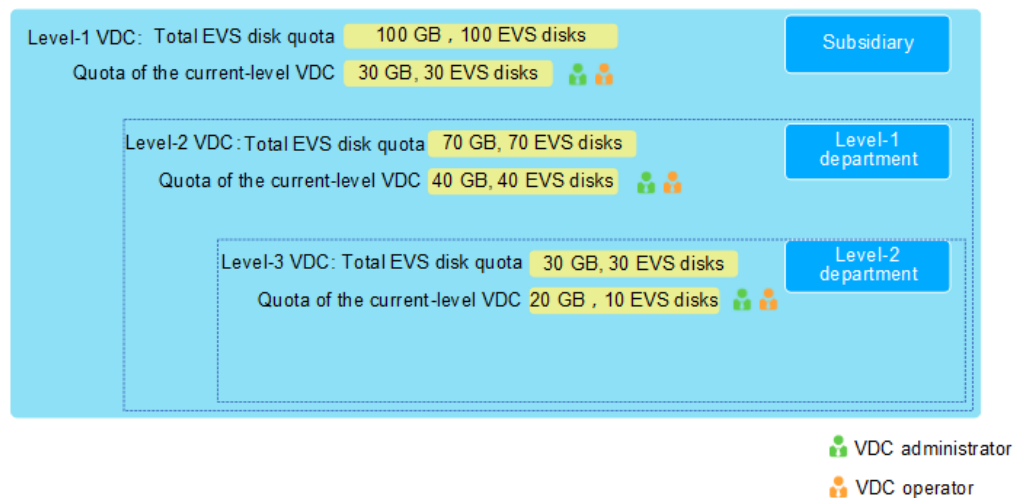 Level-1 VDC: Total EVS disk quota 100 GB , 100 EVS disks Subsidiary
Quota of the current-level VDC 30 GB, 30 EVS disks
Level-2 VDC: Total EVS disk quota 70 GB, 70 EVS disks Level-1 department
Quota of the current-level VDC 40 GB, 40 EVS disks
Level-3 VDC: Total EVS disk quota 30 GB, 30 EVS disks Level-2 department
Quota of the current-level VDC 20 GB , 10 EVS disks
VDC administrator
VDC operator